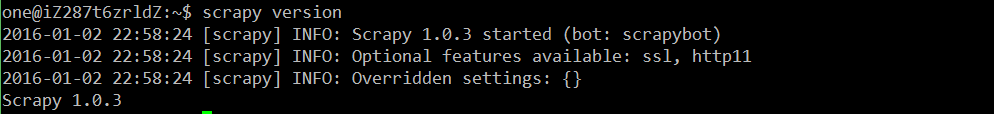 one@iZ287t6zrldZ:~$ scrapy version
2016-01-02 22:58:24 [scrapy] INFO: Scrapy 1.0.3 started (bot: scrapybot)
2016-01-02 22:58:24 [scrapy] INFO: Optional features available: ssl, http11
2016-01-02 22:58:24 [scrapy] INFO: Overridden settings: {}
Scrapy 1.0.3